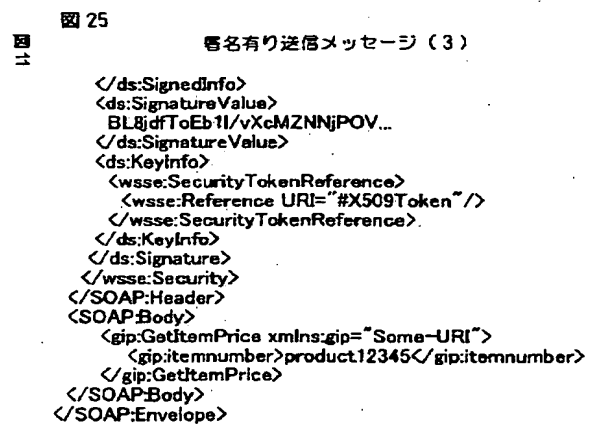 図 25
図11
署名有り送信メッセージ（3）
</ds:SignedInfo>
<ds:SignatureValue>
BL8jdfToEb1l/vXcMZNNjPOV...
</ds:SignatureValue>
<ds:KeyInfo>
<wsse:SecurityTokenReference>
<wsse:Reference URI="#X509Token"/>
</wsse:SecurityTokenReference>
</ds:KeyInfo>
</ds:Signature>
</wsse:Security>
</SOAP:Header>
<SOAP:Body>
<gip:GetItemPrice xmlns:gip="Some-URI">
<gip:itemnumber>product12345</gip:itemnumber>
</gip:GetItemPrice>
</SOAP:Body>
</SOAP:Envelope>